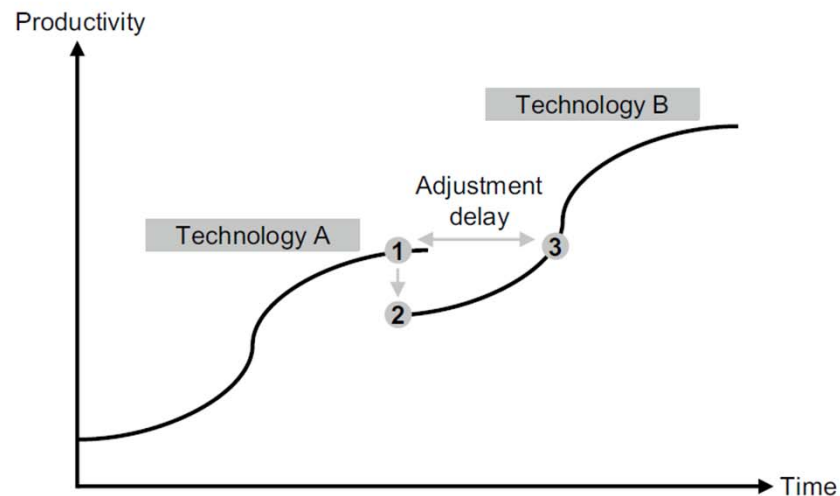 Productivity
Technology B
Adjustment
delay
Technology A
1
3
2
Time